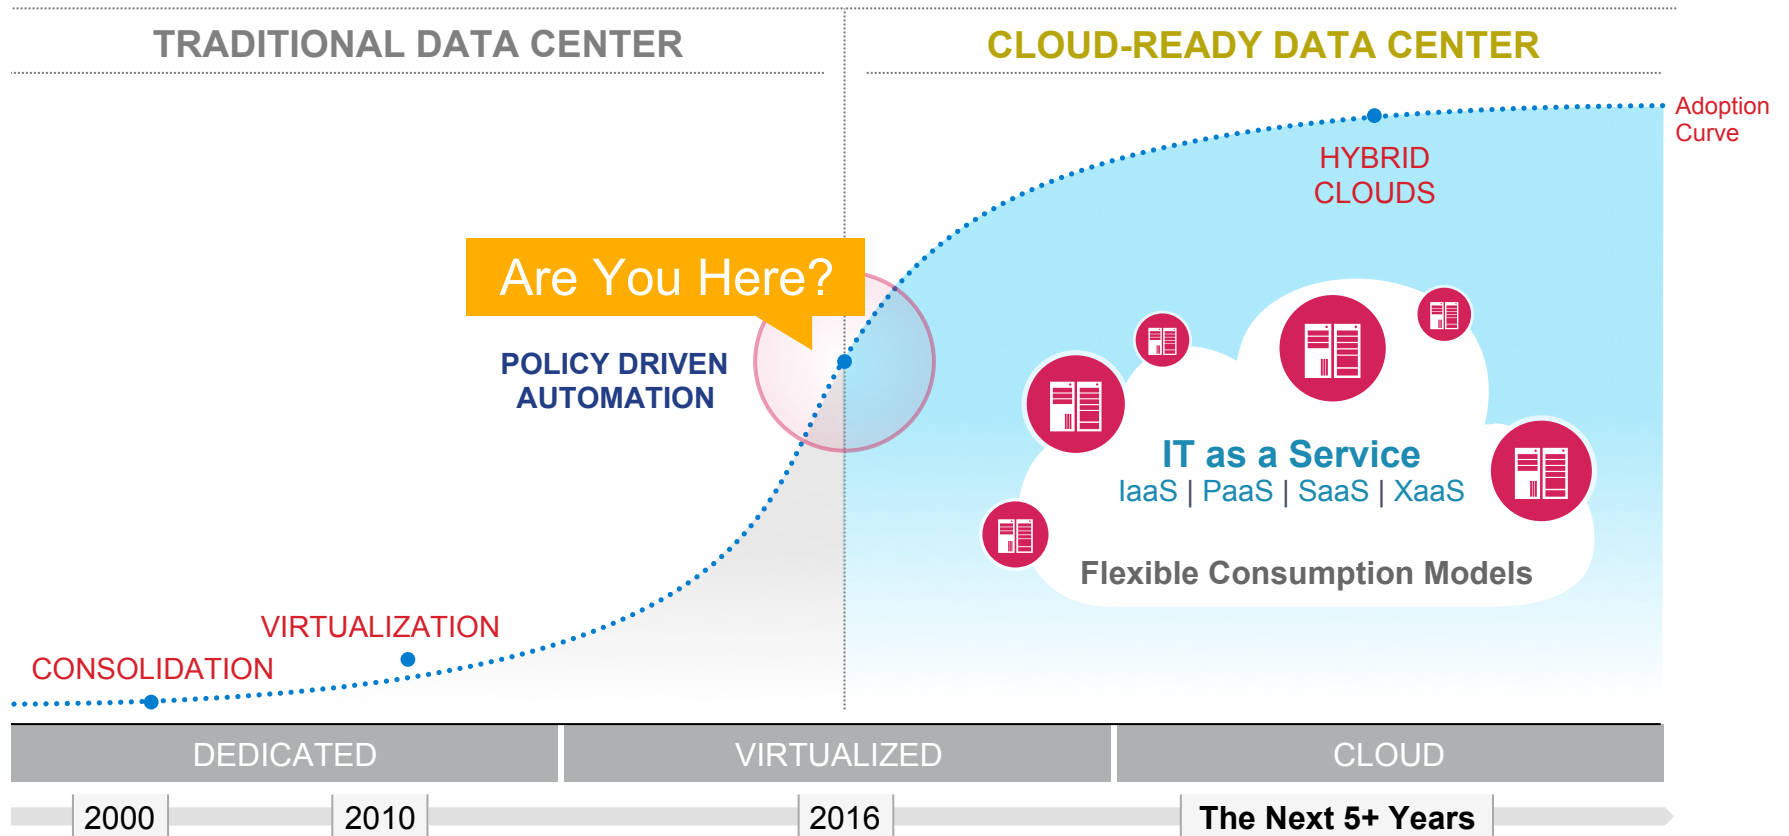 TRADITIONAL DATA CENTER
CLOUD-READY DATA CENTER
Adoption
Curve
HYBRID
CLOUDS
Are You Here?
POLICY DRIVEN
AUTOMATION
IT as a Service
IaaS | PaaS | SaaS | XaaS
Flexible Consumption Models
VIRTUALIZATION
CONSOLIDATION
DEDICATED
VIRTUALIZED
CLOUD
2000
2010
2016
The Next 5+ Years